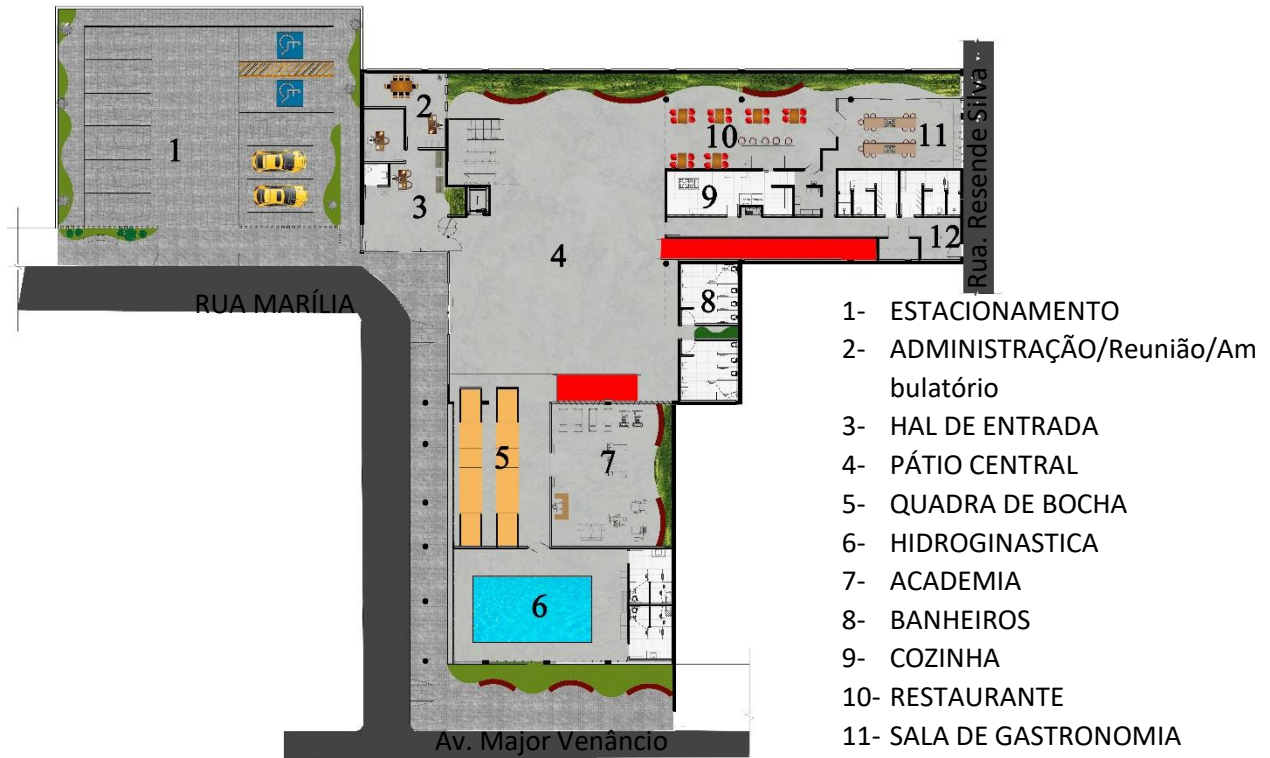 1
2
3
4
5
6
7
8
9
10
11
12
RUA MARÍLIA
Rua. Resende Silva
Av. Major Venâncio
1- ESTACIONAMENTO
2- ADMINISTRAÇÃO/Reunião/Am
bulatório
3- HAL DE ENTRADA
4- PÁTIO CENTRAL
5- QUADRA DE BOCHA
6- HIDROGINASTICA
7- ACADEMIA
8- BANHEIROS
9- COZINHA
10- RESTAURANTE
11- SALA DE GASTRONOMIA